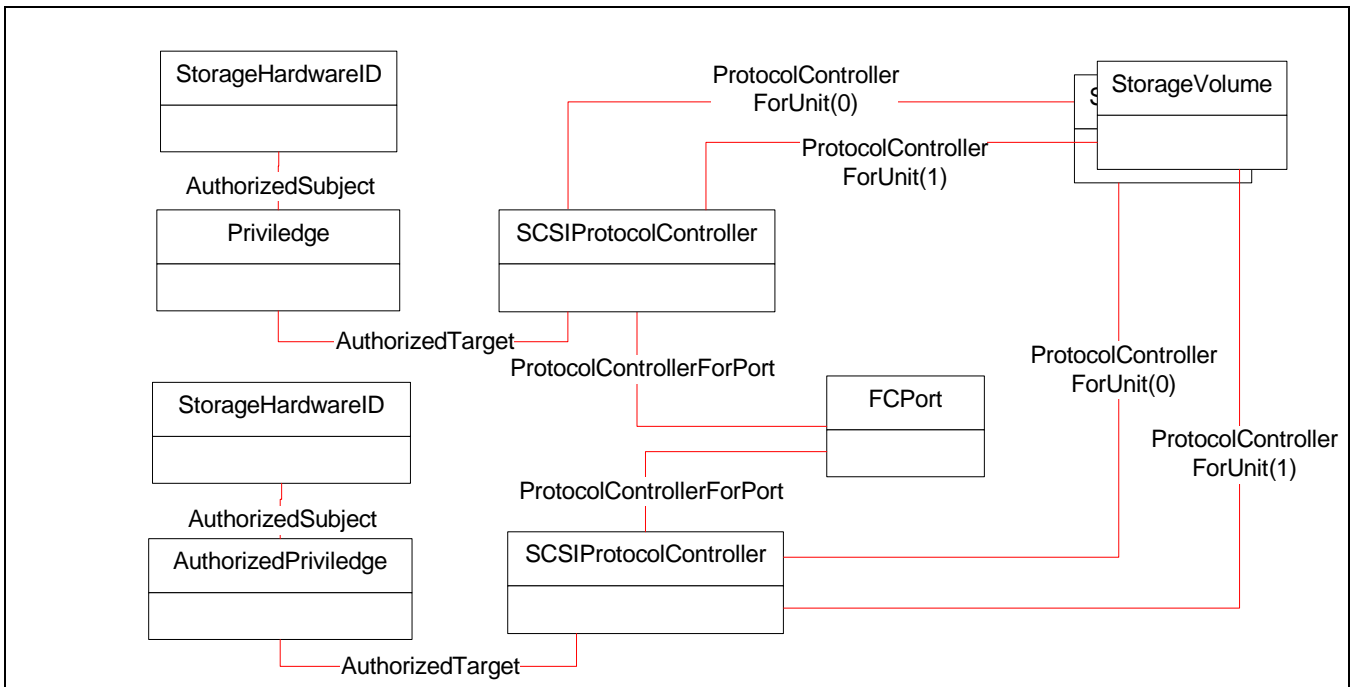 StorageHardwareID
ProtocolController
ForUnit(0)
StorageVolume
S
ProtocolController
ForUnit(1)
AuthorizedSubject
Priviledge
SCSIProtocolController
AuthorizedTarget
ProtocolControllerForPort
ProtocolController
ForUnit(0)
StorageHardwareID
FCPort
ProtocolController
ForUnit(1)
ProtocolControllerForPort
AuthorizedSubject
AuthorizedPriviledge
SCSIProtocolController
AuthorizedTarget